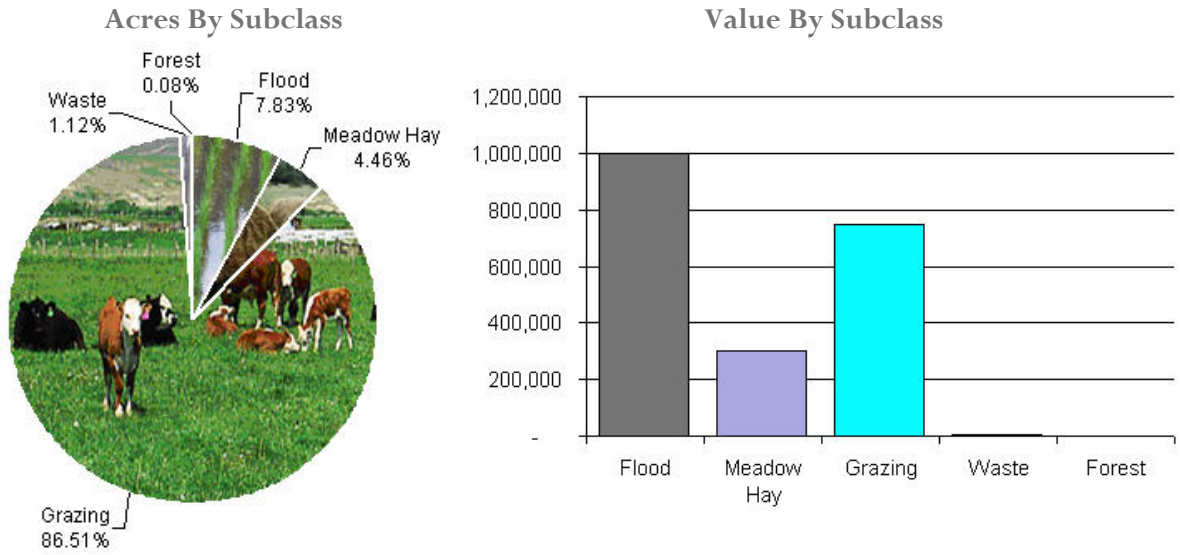 Acres By Subclass
Forest
0.08%
Flood
7.83%
Waste
1.12%
Meadow Hay
4.46%
Grazing
86.51%
Value By Subclass
1,200,000
1,000,000
800,000
600,000
400,000
200,000
-
Flood
Meadow
Hay
Grazing
Waste
Forest